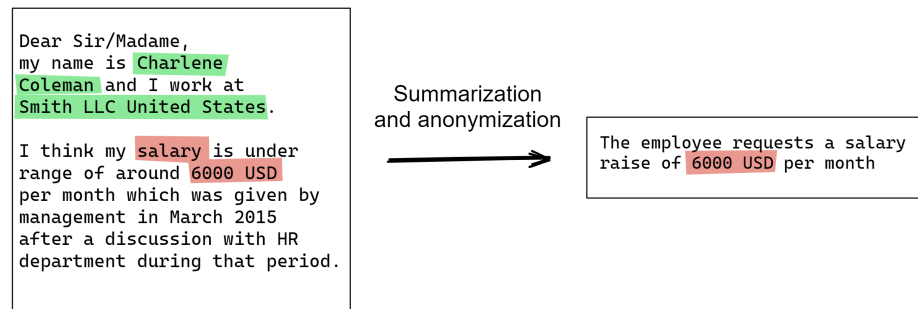 Dear Sir/Madame,
my name is Charlene
Coleman and I work at
Smith LLC United States.
I think my salary is under
range of around 6000 USD
per month which was given by
management in March 2015
after a discussion with HR
department during that period.
Summarization
and anonymization
The employee requests a salary
raise of 6000 USD per month